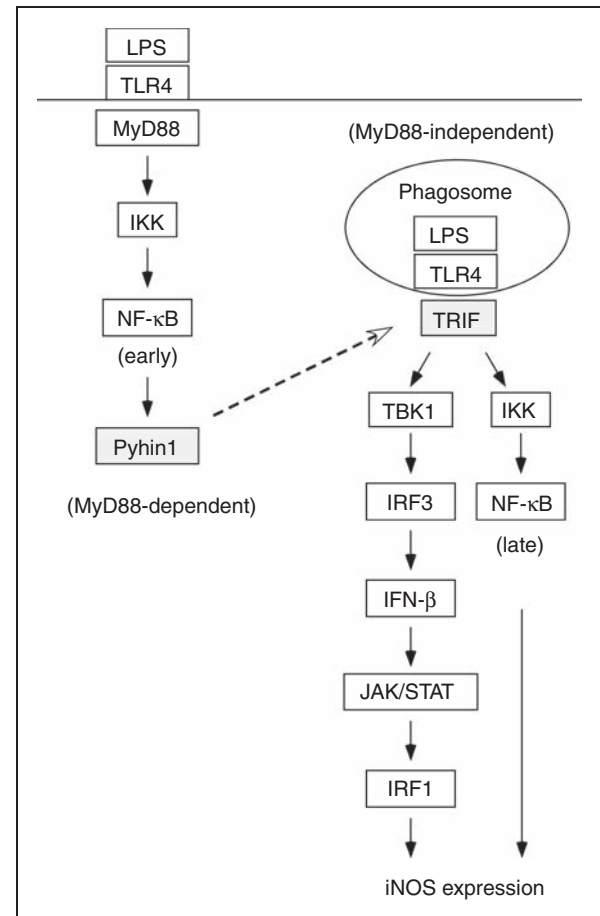 LPS
TLR4
MyD88
IKK
NF-κB
(early)
Pyhin1
(MyD88-dependent)
(MyD88-independent)
Phagosome
LPS
TLR4
TRIF
TBK1
IRF3
IFN-β
JAK/STAT
IRF1
IKK
NF-κB
(late)
iNOS expression